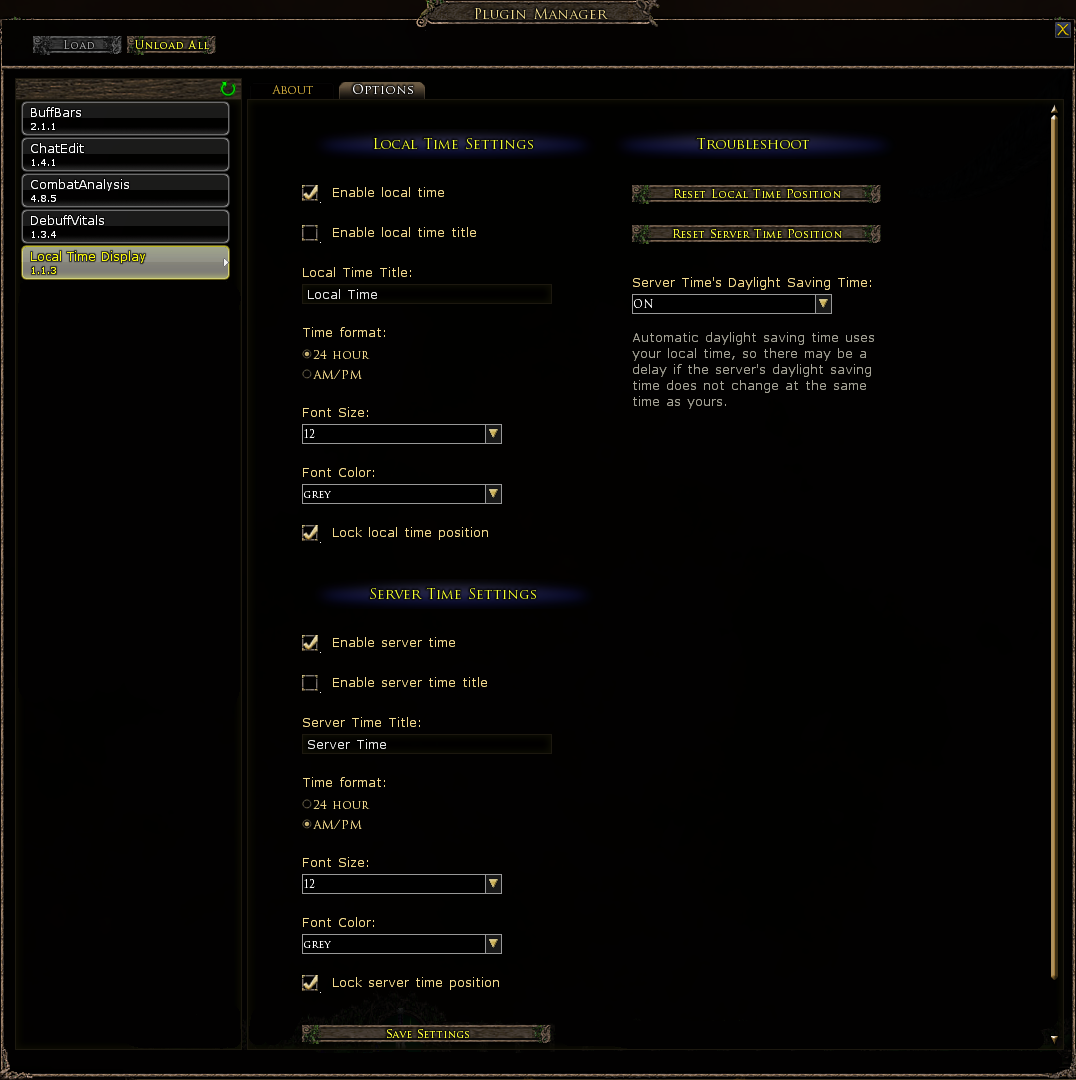 Plugin Manager
X
Load
Unload All
BuffBars
2.1.1
ChatEdit
1.4.1
CombatAnalysis
4.8.5
DebuffVitals
1.3.4
Local Time Display
1.1.3
About
Options
Local Time Settings
Enable local time
Enable local time title
Local Time Title:
Local Time
Time format:
24 HOUR
AM/PM
Font Size:
12
Font Color:
GREY
Lock local time position
Server Time Settings
Enable server time
Enable server time title
Server Time Title:
Server Time
Time format:
24 HOUR
AM/PM
Font Size:
12
Font Color:
GREY
Lock server time position
Save Settings
Troubleshoot
Reset Local Time Position
Reset Server Time Position
Server Time's Daylight Saving Time:
ON
Automatic daylight saving time uses
your local time, so there may be a
delay if the server's daylight saving
time does not change at the same
time as yours.